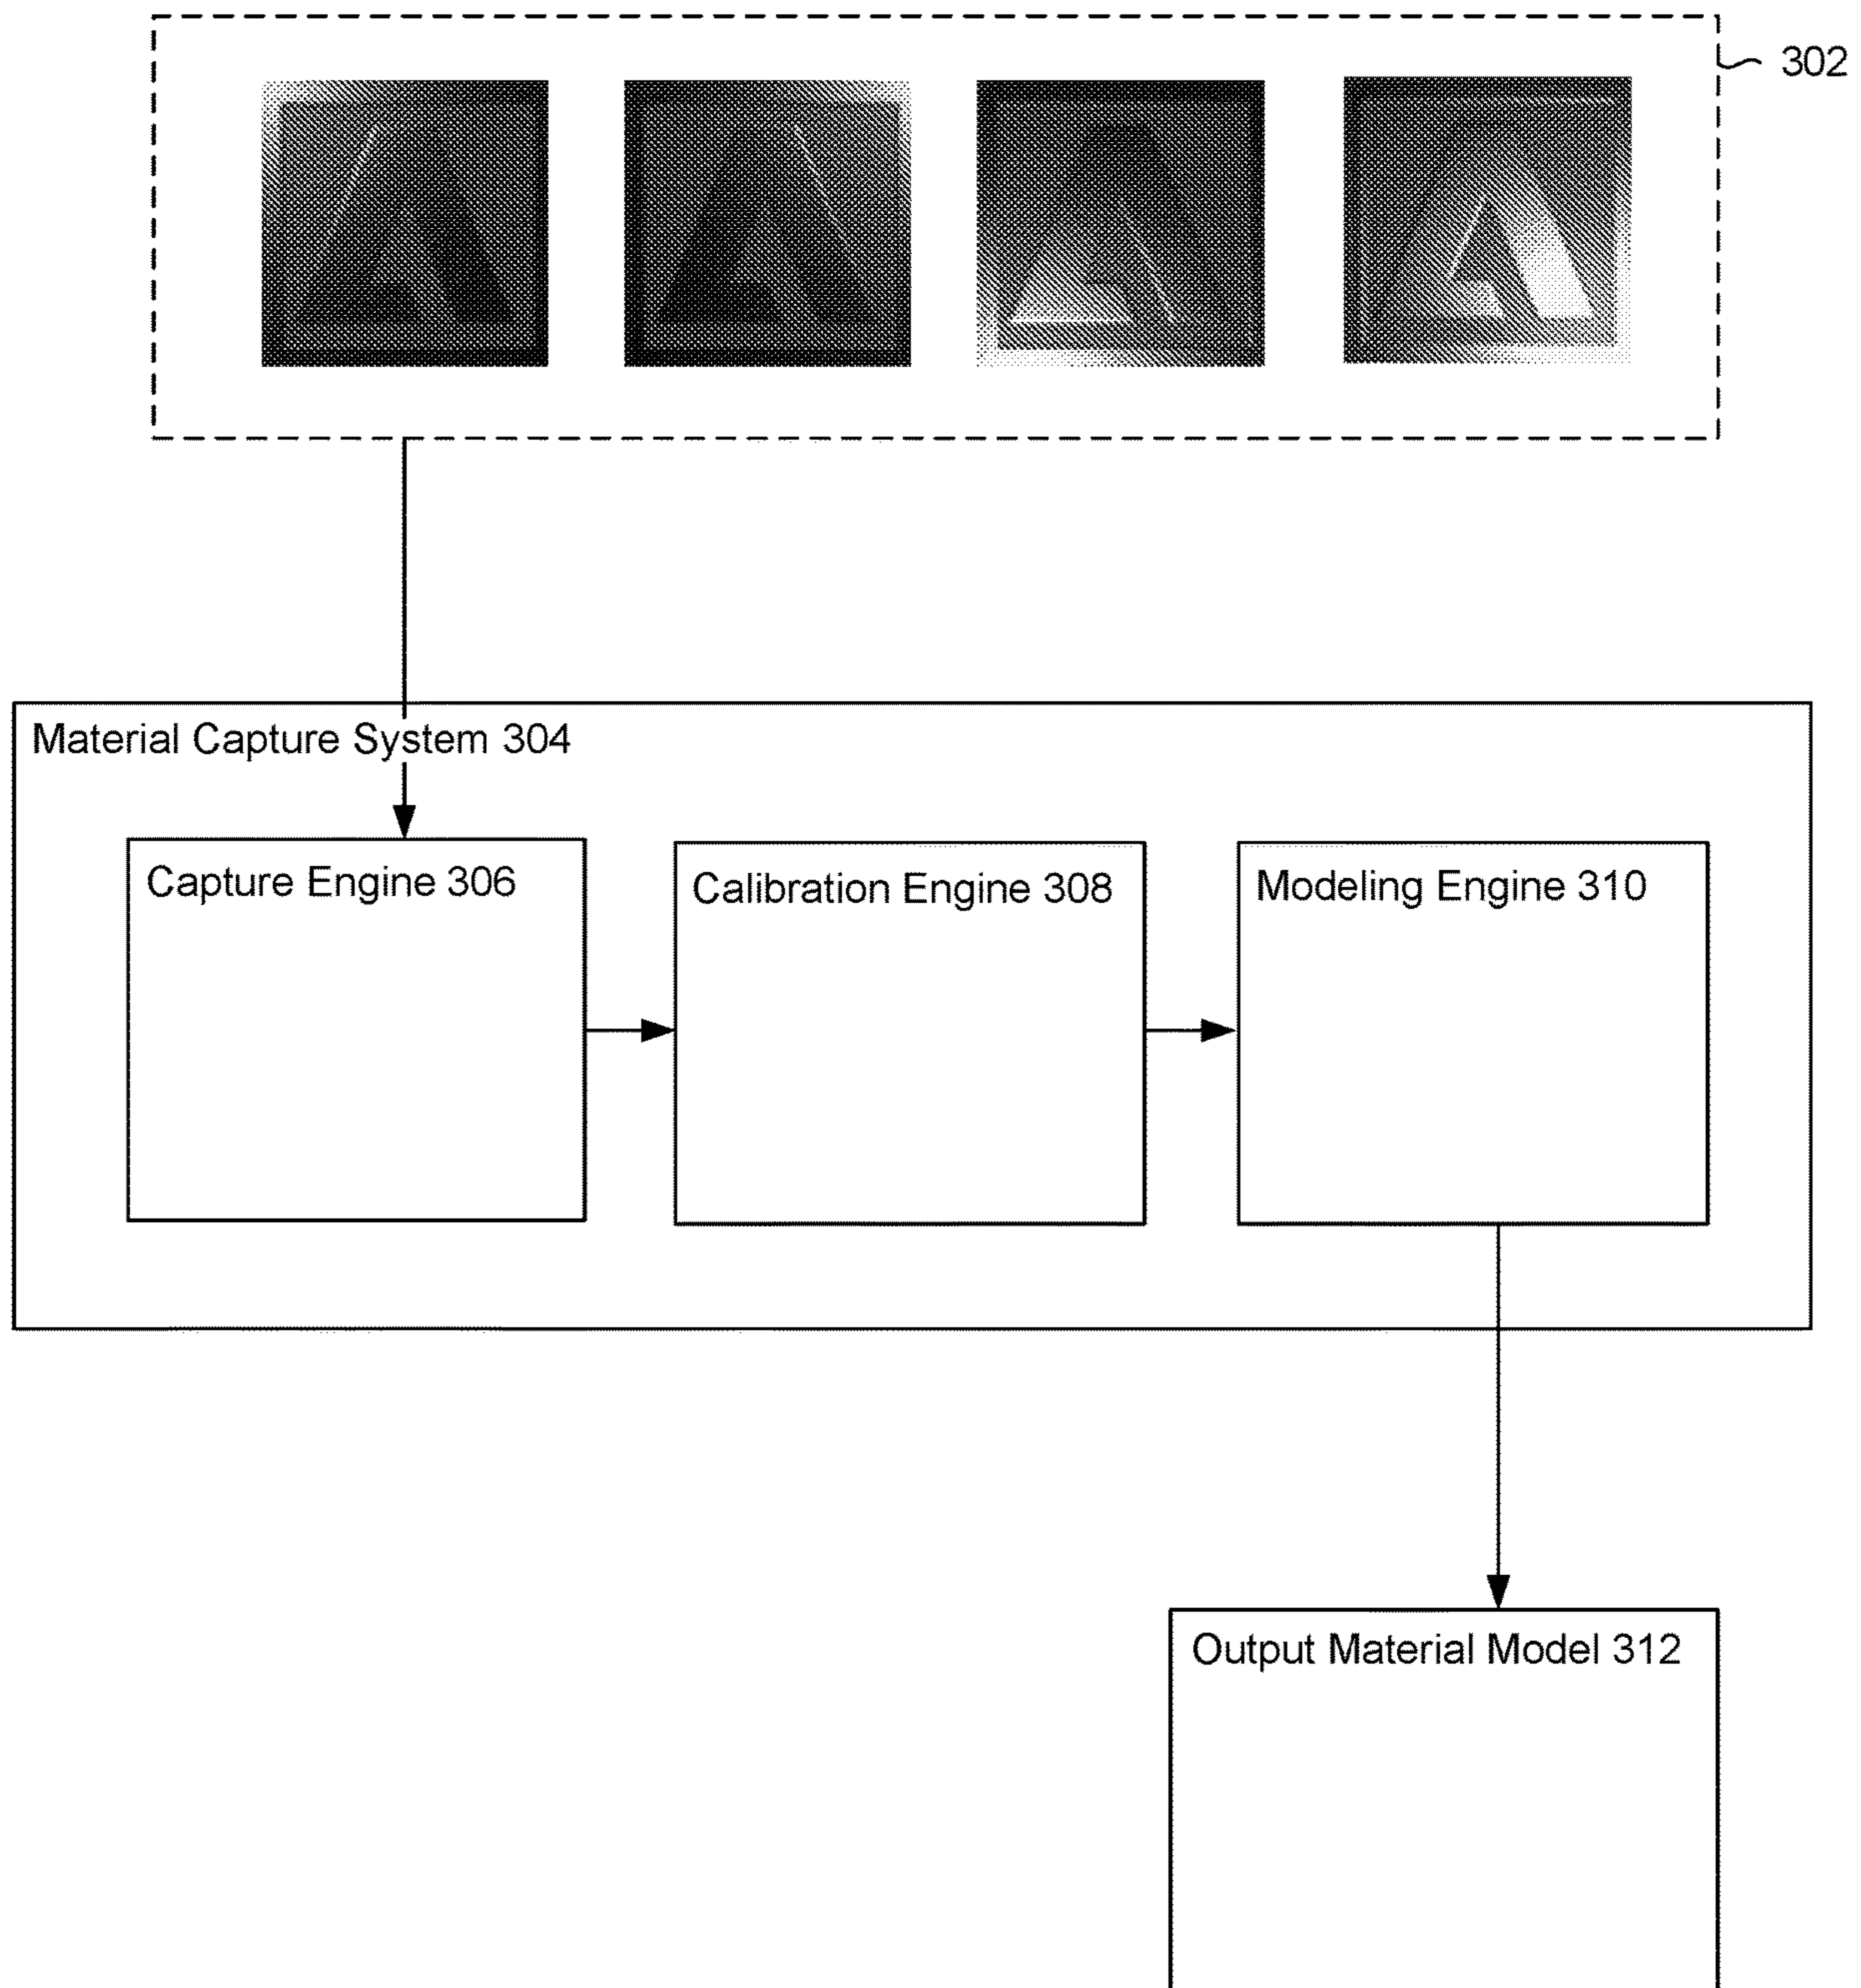 302
Material Capture System 304
Capture Engine 306
Calibration Engine 308
Modeling Engine 310
Output Material Model 312